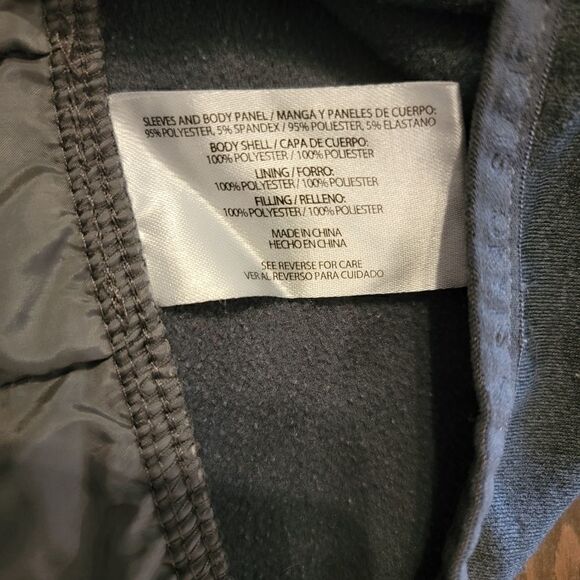 SLEEVES AND BODY PANEL / MANGA Y PANELES DE CUERPO:
95% POLYESTER, 5% SPANDEX / 95% POLIESTER, 5% ELASTANO
BODY SHELL / CAPA DE CUERPO:
100% POLYESTER / 100% POLIESTER
LINING / FORRO:
100% POLYESTER / 100% POLIESTER
FILLING / RELLENO:
100% POLYESTER / 100% POLIESTER
MADE IN CHINA
HECHO EN CHINA
SEE REVERSE FOR CARE
VER AL REVERSO PARA CUIDADO